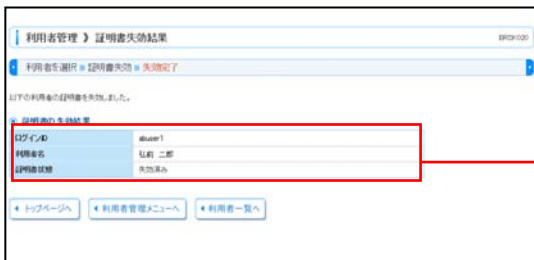 利用者管理 》 証明書失効結果 BRSK020
利用者を選択 » 証明書失効 » 失効完了
以下の利用者の証明書を失効しました。
証明書の失効結果
ログインID abuser1
利用者名 弘前 二郎
証明書状態 失効済み
トップページへ 利用者管理メニューへ 利用者一覧へ